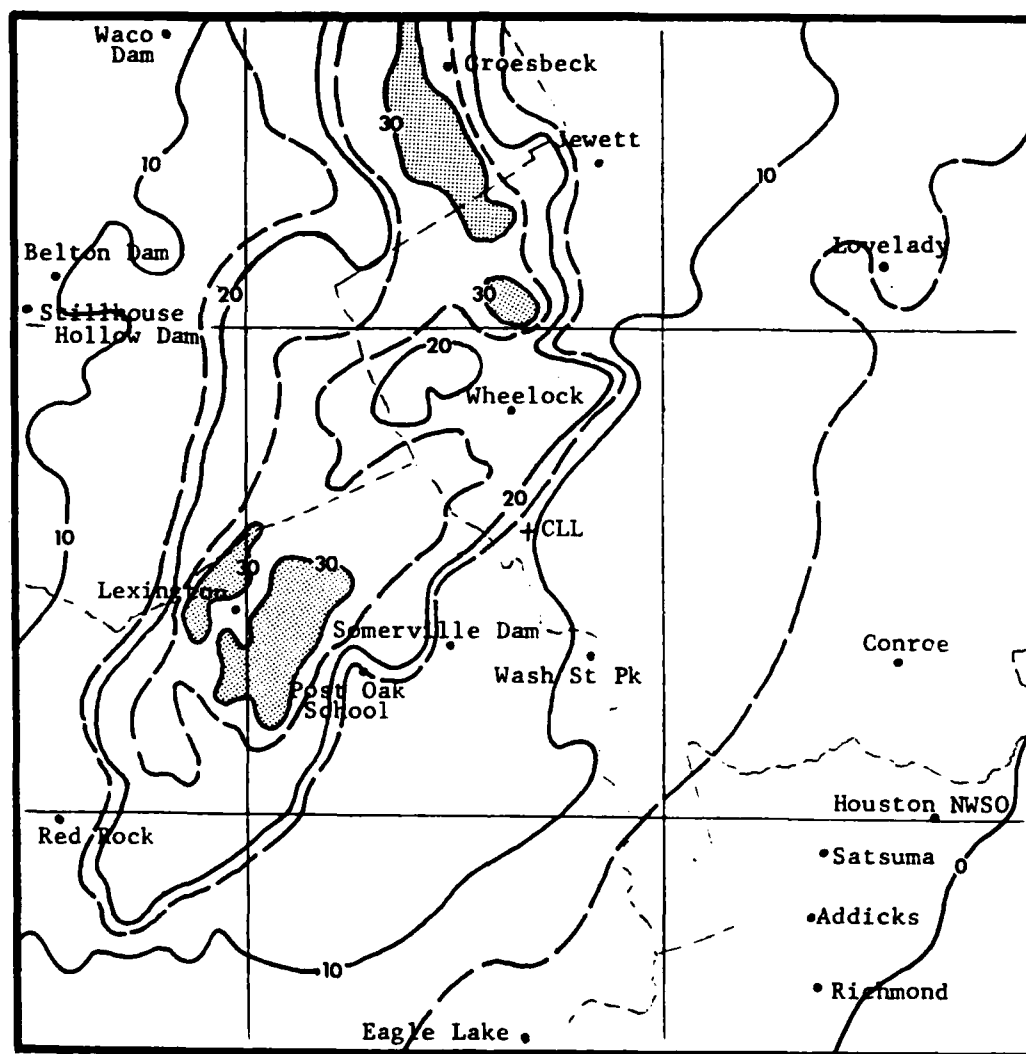 Waco
Dam
Groesbeck
30
Jewett
10
10
Belton Dam
Lovelady
20
30
Stillhouse
Hollow Dam
20
Wheelock
20
CLL
10
30
30
Lexington
Somerville Dam
Conroe
Wash St Pk
Post Oak
School
Houston NWSO
Red Rock
Satsuma
0
Addicks
10
Richmond
Eagle Lake